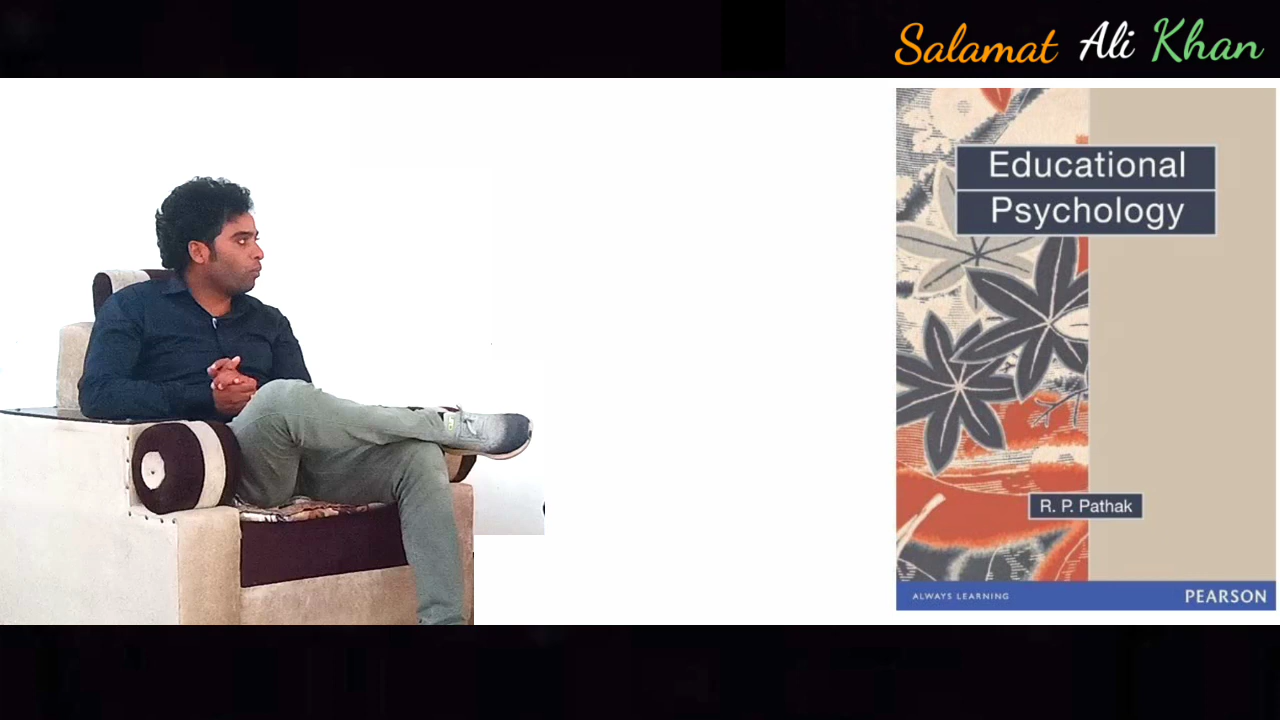 Salamat Ali Khan
Educational
Psychology
R. P. Pathak
ALWAYS LEARNING
PEARSON